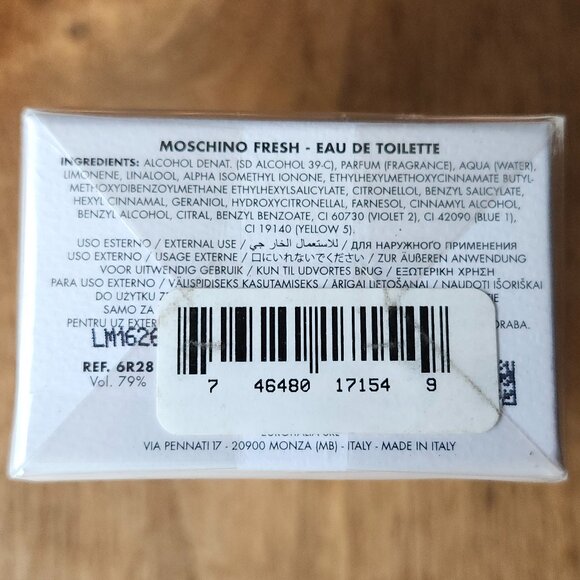 MOSCHINO FRESH - EAU DE TOILETTE
INGREDIENTS: ALCOHOL DENAT. (SD ALCOHOL 39-C), PARFUM (FRAGRANCE), AQUA (WATER),
LIMONENE, LINALOOL, ALPHA ISOMETHYL IONONE, ETHYLHEXYLMETHOXYCINNAMATE BUTYL-
METHOXYDIBENZOYLMETHANE ETHYLHEXYLSALICYLATE, CITRONELLOL, BENZYL SALICYLATE,
HEXYL CINNAMAL, GERANIOL, HYDROXYCITRONELLAL, FARNESOL, CINNAMYL ALCOHOL,
BENZYL ALCOHOL, CITRAL, BENZYL BENZOATE, CI 60730 (VIOLET 2), CI 42090 (BLUE 1),
CI 19140 (YELLOW 5).
USO ESTERNO / EXTERNAL USE / للاستعمال الخارجي / ДЛЯ НАРУЖНОГО ПРИМЕНЕНИЯ
USO EXTERNO / USAGE EXTERNE / 口にいれないでください / ZUR ÄUßEREN ANWENDUNG
VOOR UITWENDIG GEBRUIK / KUN TIL UDVORTES BRUG / ΕΞΩΤΕΡΙΚΗ ΧΡΗΣΗ
PARA USO EXTERNO / VÄLISPIDISEKS KASUTAMISEKS / ĀRĪGAI LIETOŠANAI / NAUDOTI IŠORIŠKAI
DO UŻYTKU
SAMO ZA
PENTRU UZ EXTERN
LM1626
REF. 6R28
Vol. 79%
7 46480 17154 9
EUROITALIA SRL
VIA PENNATI 17 - 20900 MONZA (MB) - ITALY - MADE IN ITALY